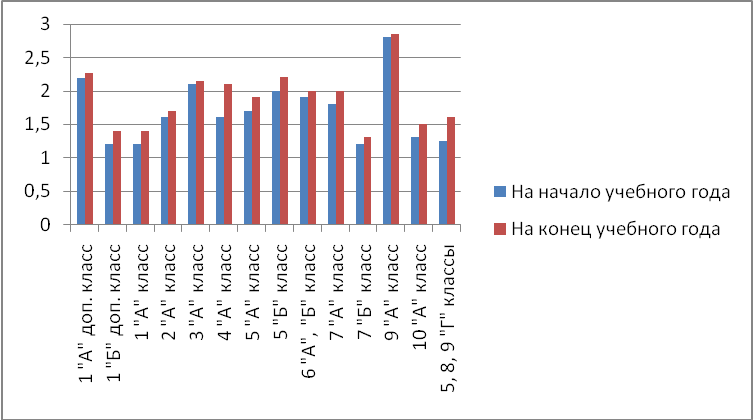 3
2,5
2
1,5
1
0,5
0
1 "А" доп. класс
1 "Б" доп. класс
1 "А" класс
2 "А" класс
3 "А" класс
4 "А" класс
5 "А" класс
5 "Б" класс
6 "А", "Б" класс
7 "А" класс
7 "Б" класс
9 "А" класс
10 "А" класс
5, 8, 9 "Г" классы
На начало учебного года
На конец учебного года